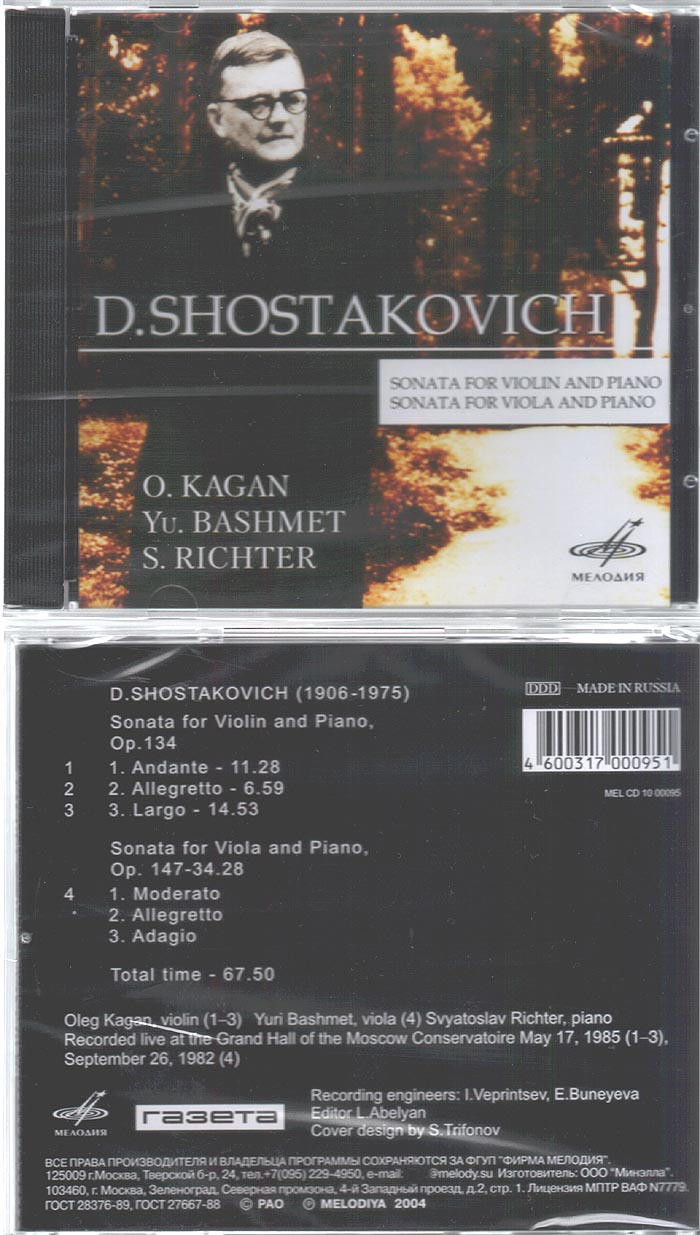 D.SHOSTAKOVICH
SONATA FOR VIOLIN AND PIANO
SONATA FOR VIOLA AND PIANO
O. KAGAN
YU. BASHMET
S. RICHTER
МЕЛОДИЯ
D.SHOSTAKOVICH (1906-1975)
Sonata for Violin and Piano,
Op.134
1 1. Andante - 11.28
2 2. Allegretto - 6.59
3 3. Largo - 14.53
Sonata for Viola and Piano,
Op. 147-34.28
4 1. Moderato
2. Allegretto
3. Adagio
Total time - 67.50
DDD MADE IN RUSSIA
4 600317 000951
MEL CD 10 00095
Oleg Kagan, violin (1–3) Yuri Bashmet, viola (4) Svyatoslav Richter, piano
Recorded live at the Grand Hall of the Moscow Conservatoire May 17, 1985 (1–3),
September 26, 1982 (4)
МЕЛОДИЯ
газета
Recording engineers: I.Veprintsev, E.Buneyeva
Editor L.Abelyan
Cover design by S.Trifonov
ВСЕ ПРАВА ПРОИЗВОДИТЕЛЯ И ВЛАДЕЛЬЦА ПРОГРАММЫ СОХРАНЯЮТСЯ ЗА ФГУП "ФИРМА МЕЛОДИЯ".
125009 г.Москва, Тверской б-р, 24, тел.+7(095) 229-4950, e-mail: @melody.su Изготовитель: ООО "Минэлла".
103460, г. Москва, Зеленоград, Северная промзона, 4-й Западный проезд, д.2, стр. 1. Лицензия МПТР ВАФ N7779.
ГОСТ 28376-89, ГОСТ 27667-88 © РАО ℗ MELODIYA 2004